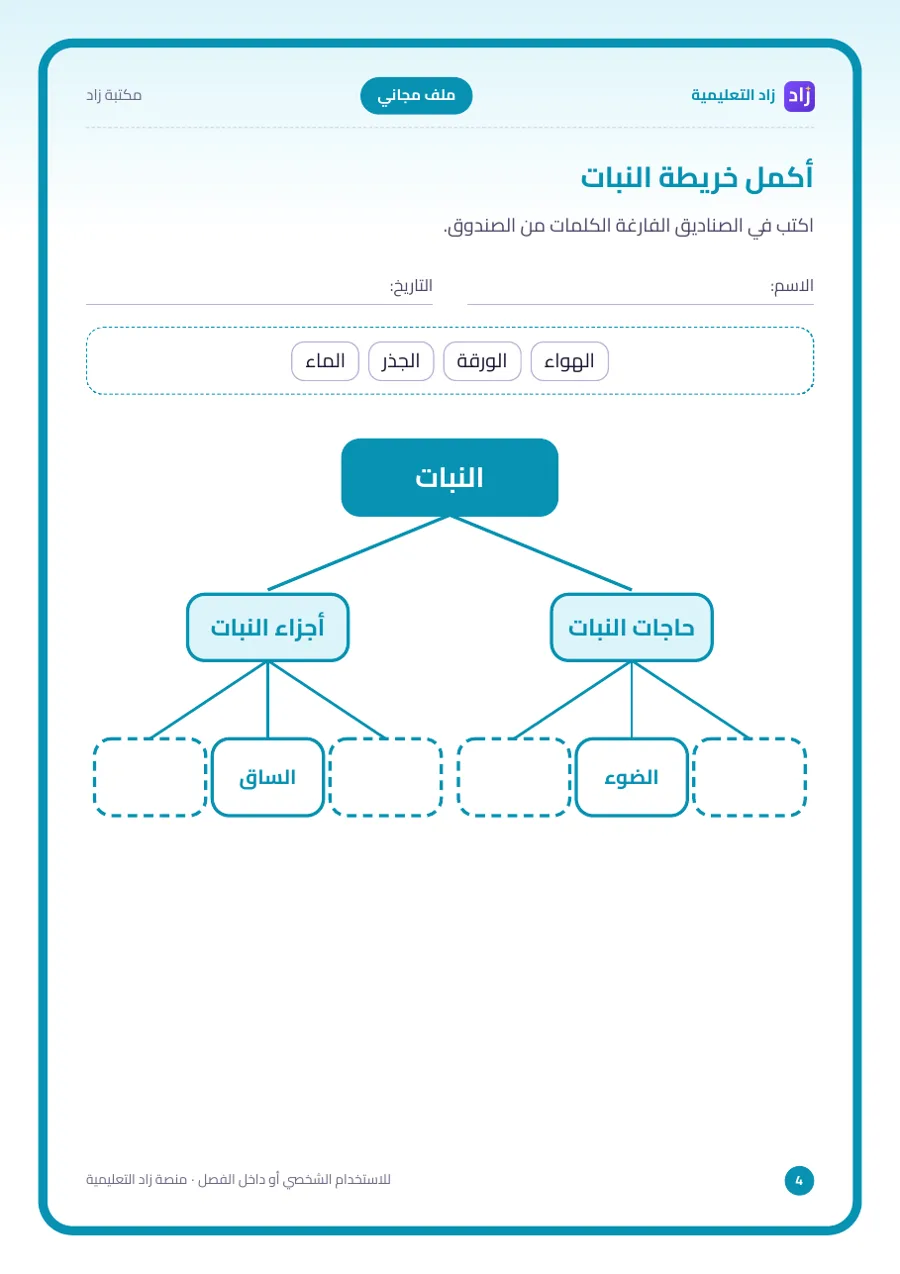 زاد زاد التعليمية
ملف مجاني
مكتبة زاد
أكمل خريطة النبات
اكتب في الصناديق الفارغة الكلمات من الصندوق.
الاسم:
التاريخ:
الهواء
الورقة
الجذر
الماء
النبات
حاجات النبات
أجزاء النبات
الضوء
الساق
4
للاستخدام الشخصي أو داخل الفصل · منصة زاد التعليمية